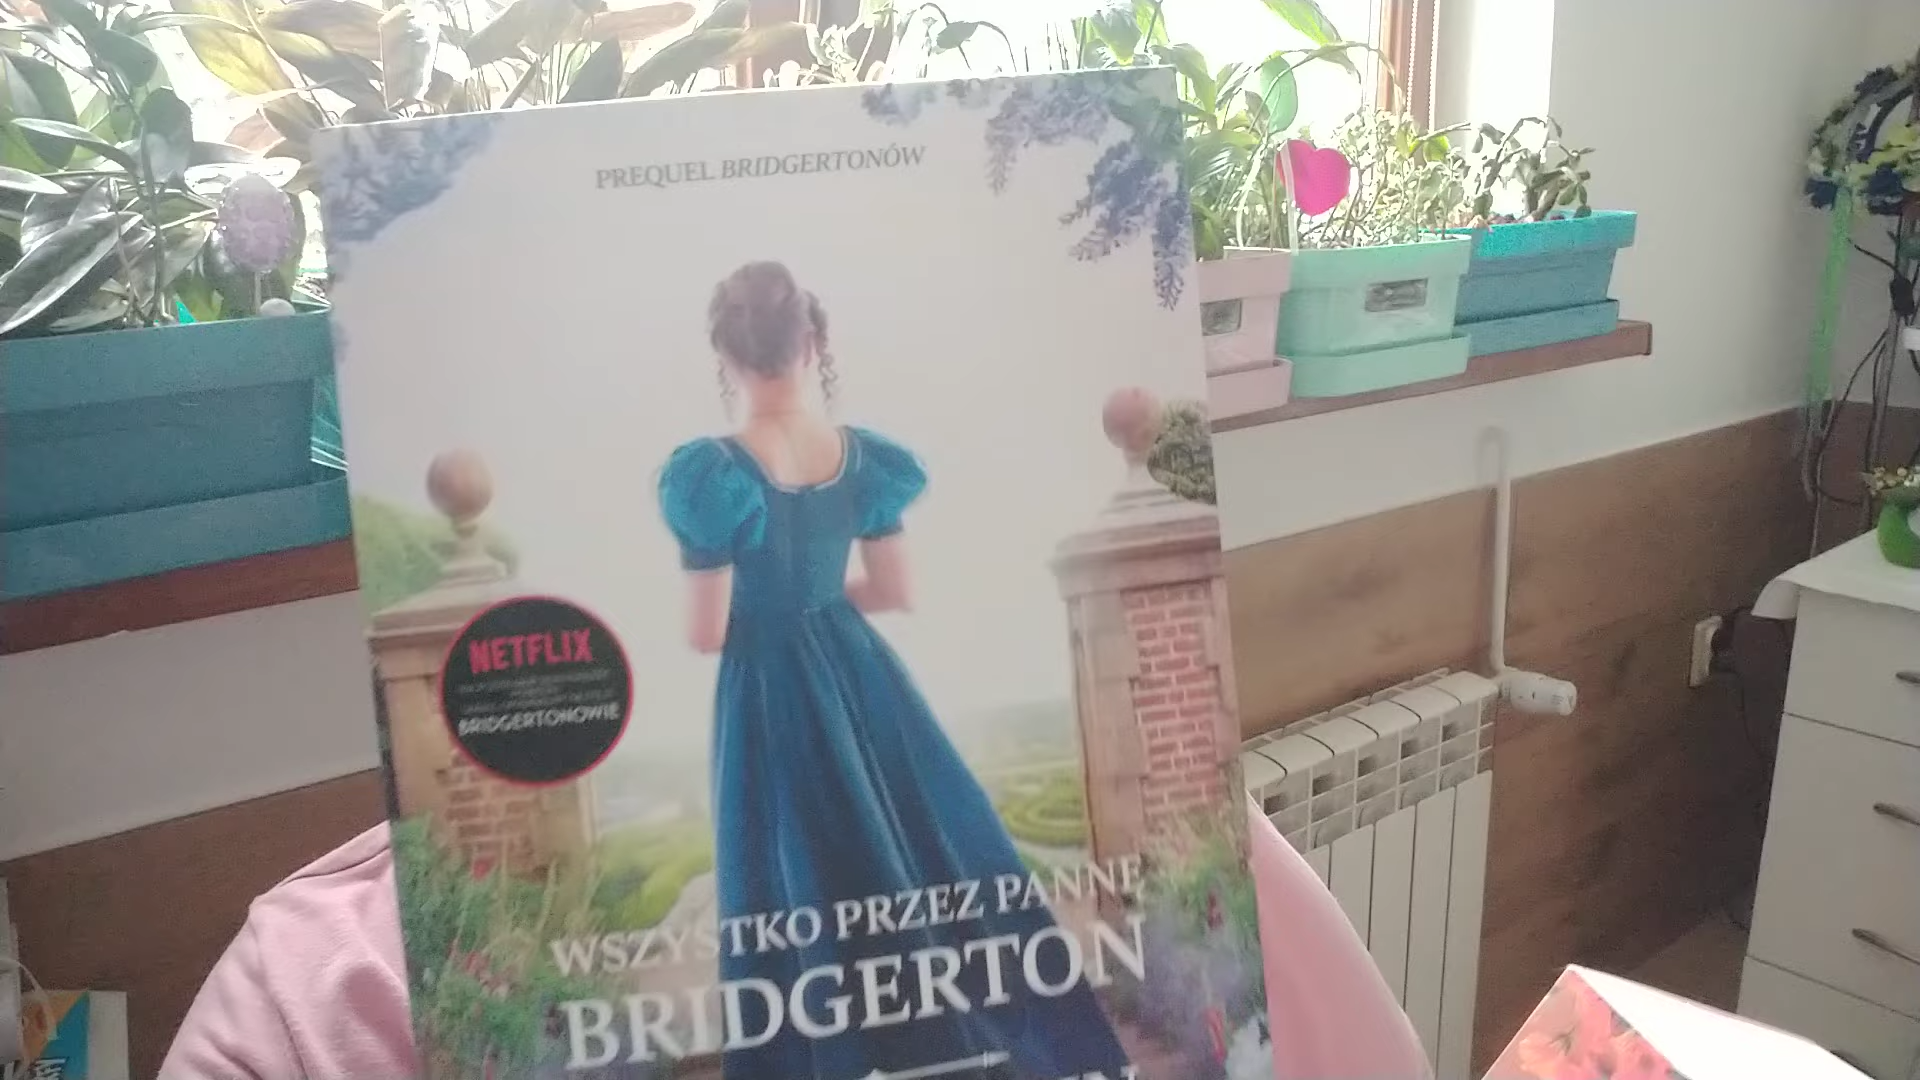 PREQUEL BRIDGERTONÓW
NETFLIX
BRIDGERTONOWIE
WSZYSTKO PRZEZ PANNĘ
BRIDGERTON